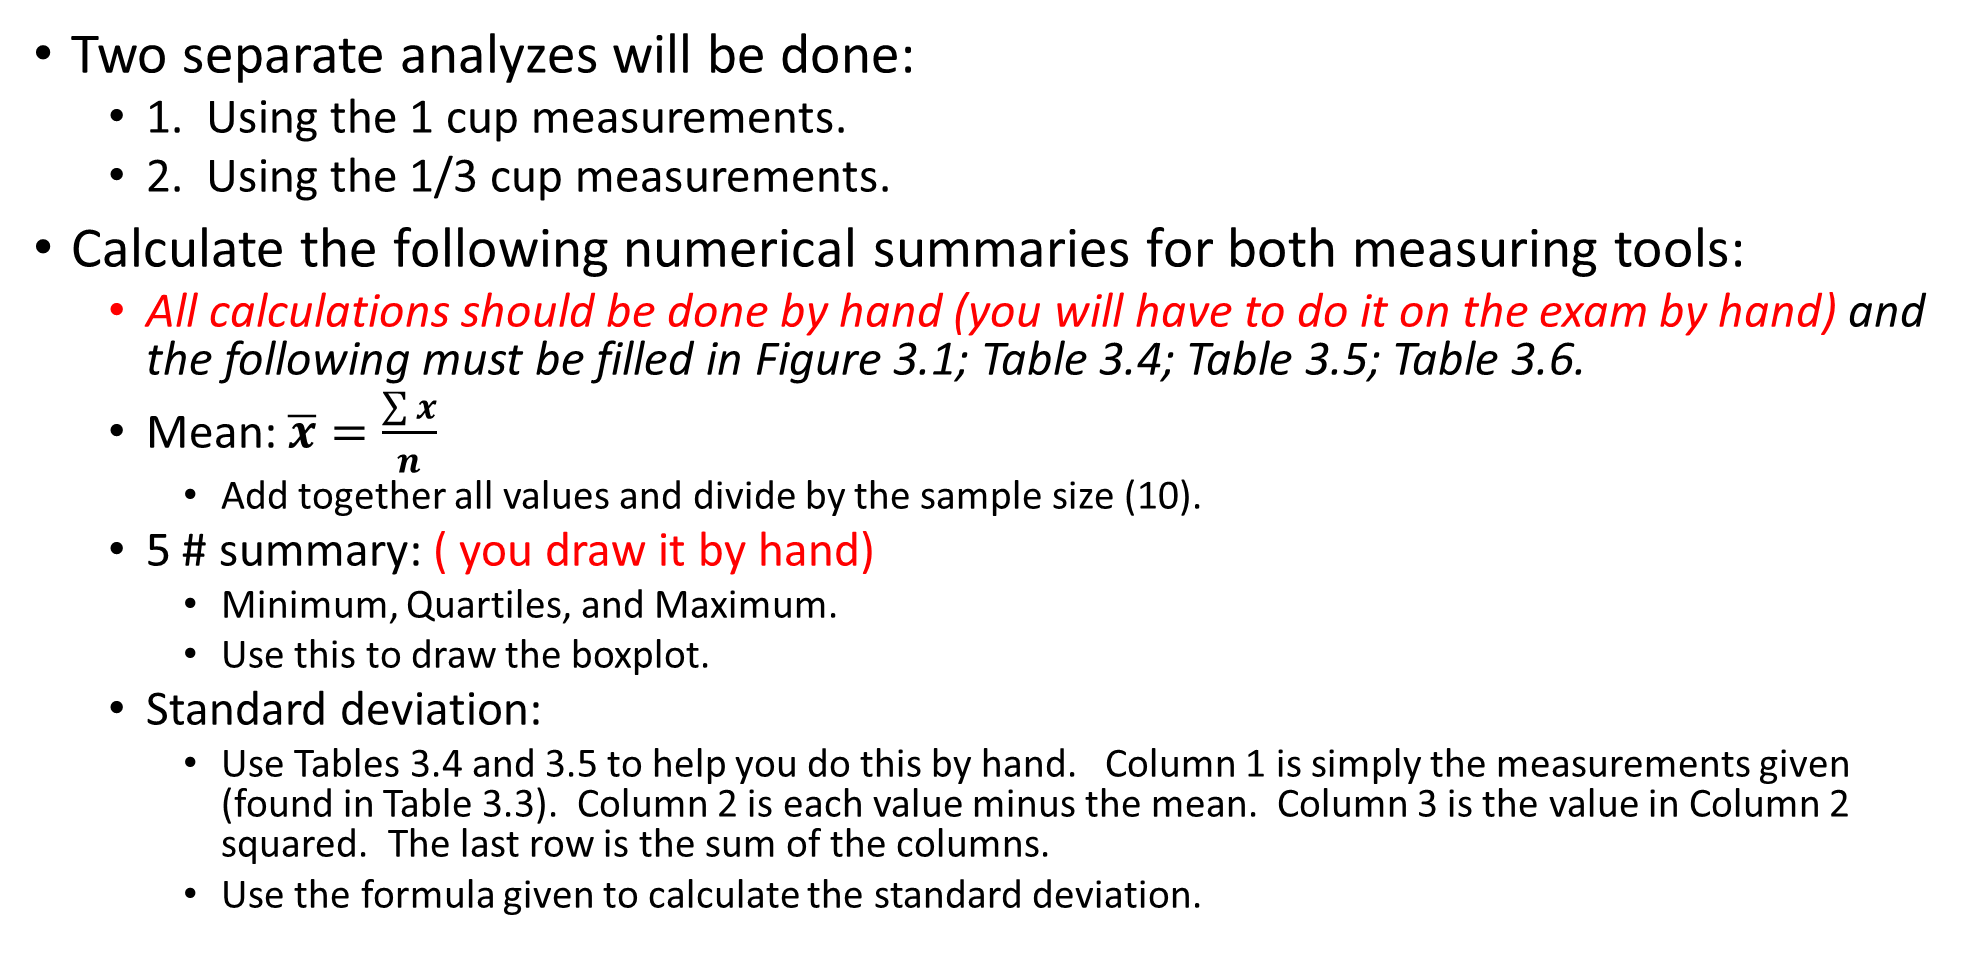 • Two separate analyzes will be done:
• 1.  Using the 1 cup measurements.
• 2.  Using the 1/3 cup measurements.
• Calculate the following numerical summaries for both measuring tools:
• All calculations should be done by hand (you will have to do it on the exam by hand) and
the following must be filled in Figure 3.1; Table 3.4; Table 3.5; Table 3.6.
• Mean: x̅ = ∑ x / n
• Add together all values and divide by the sample size (10).
• 5 # summary: ( you draw it by hand)
• Minimum, Quartiles, and Maximum.
• Use this to draw the boxplot.
• Standard deviation:
• Use Tables 3.4 and 3.5 to help you do this by hand.   Column 1 is simply the measurements given
(found in Table 3.3).  Column 2 is each value minus the mean.  Column 3 is the value in Column 2
squared.  The last row is the sum of the columns.
• Use the formula given to calculate the standard deviation.